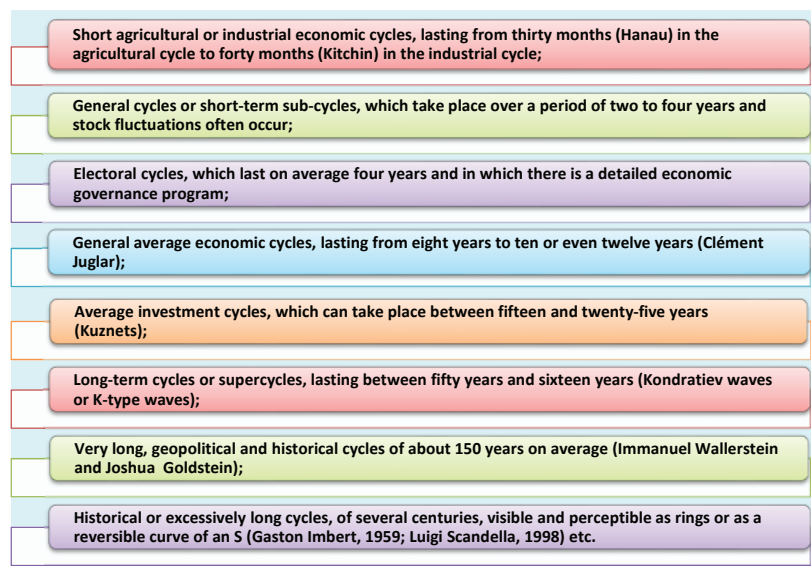 Short agricultural or industrial economic cycles, lasting from thirty months (Hanau) in the
agricultural cycle to forty months (Kitchin) in the industrial cycle;
General cycles or short-term sub-cycles, which take place over a period of two to four years and
stock fluctuations often occur;
Electoral cycles, which last on average four years and in which there is a detailed economic
governance program;
General average economic cycles, lasting from eight years to ten or even twelve years (Clément
Juglar);
Average investment cycles, which can take place between fifteen and twenty-five years
(Kuznets);
Long-term cycles or supercycles, lasting between fifty years and sixteen years (Kondratiev waves
or K-type waves);
Very long, geopolitical and historical cycles of about 150 years on average (Immanuel Wallerstein
and Joshua Goldstein);
Historical or excessively long cycles, of several centuries, visible and perceptible as rings or as a
reversible curve of an S (Gaston Imbert, 1959; Luigi Scandella, 1998) etc.